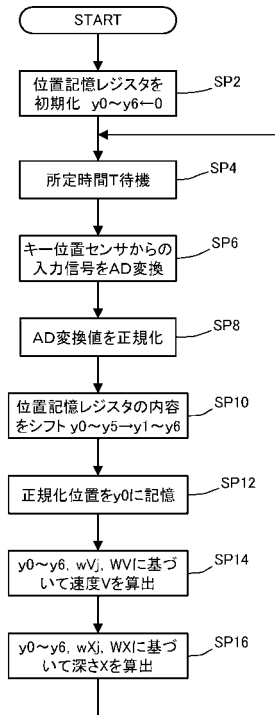 START
位置記憶レジスタを
初期化 y0～y6←0
SP2
所定時間T待機
SP4
キー位置センサからの
入力信号をAD変換
SP6
AD変換値を正規化
SP8
位置記憶レジスタの内容
をシフト y0～y5→y1～y6
SP10
正規化位置をy0に記憶
SP12
y0～y6, wVj, WVに基づ
いて速度Vを算出
SP14
y0～y6, wXj, WXに基づ
いて深さXを算出
SP16